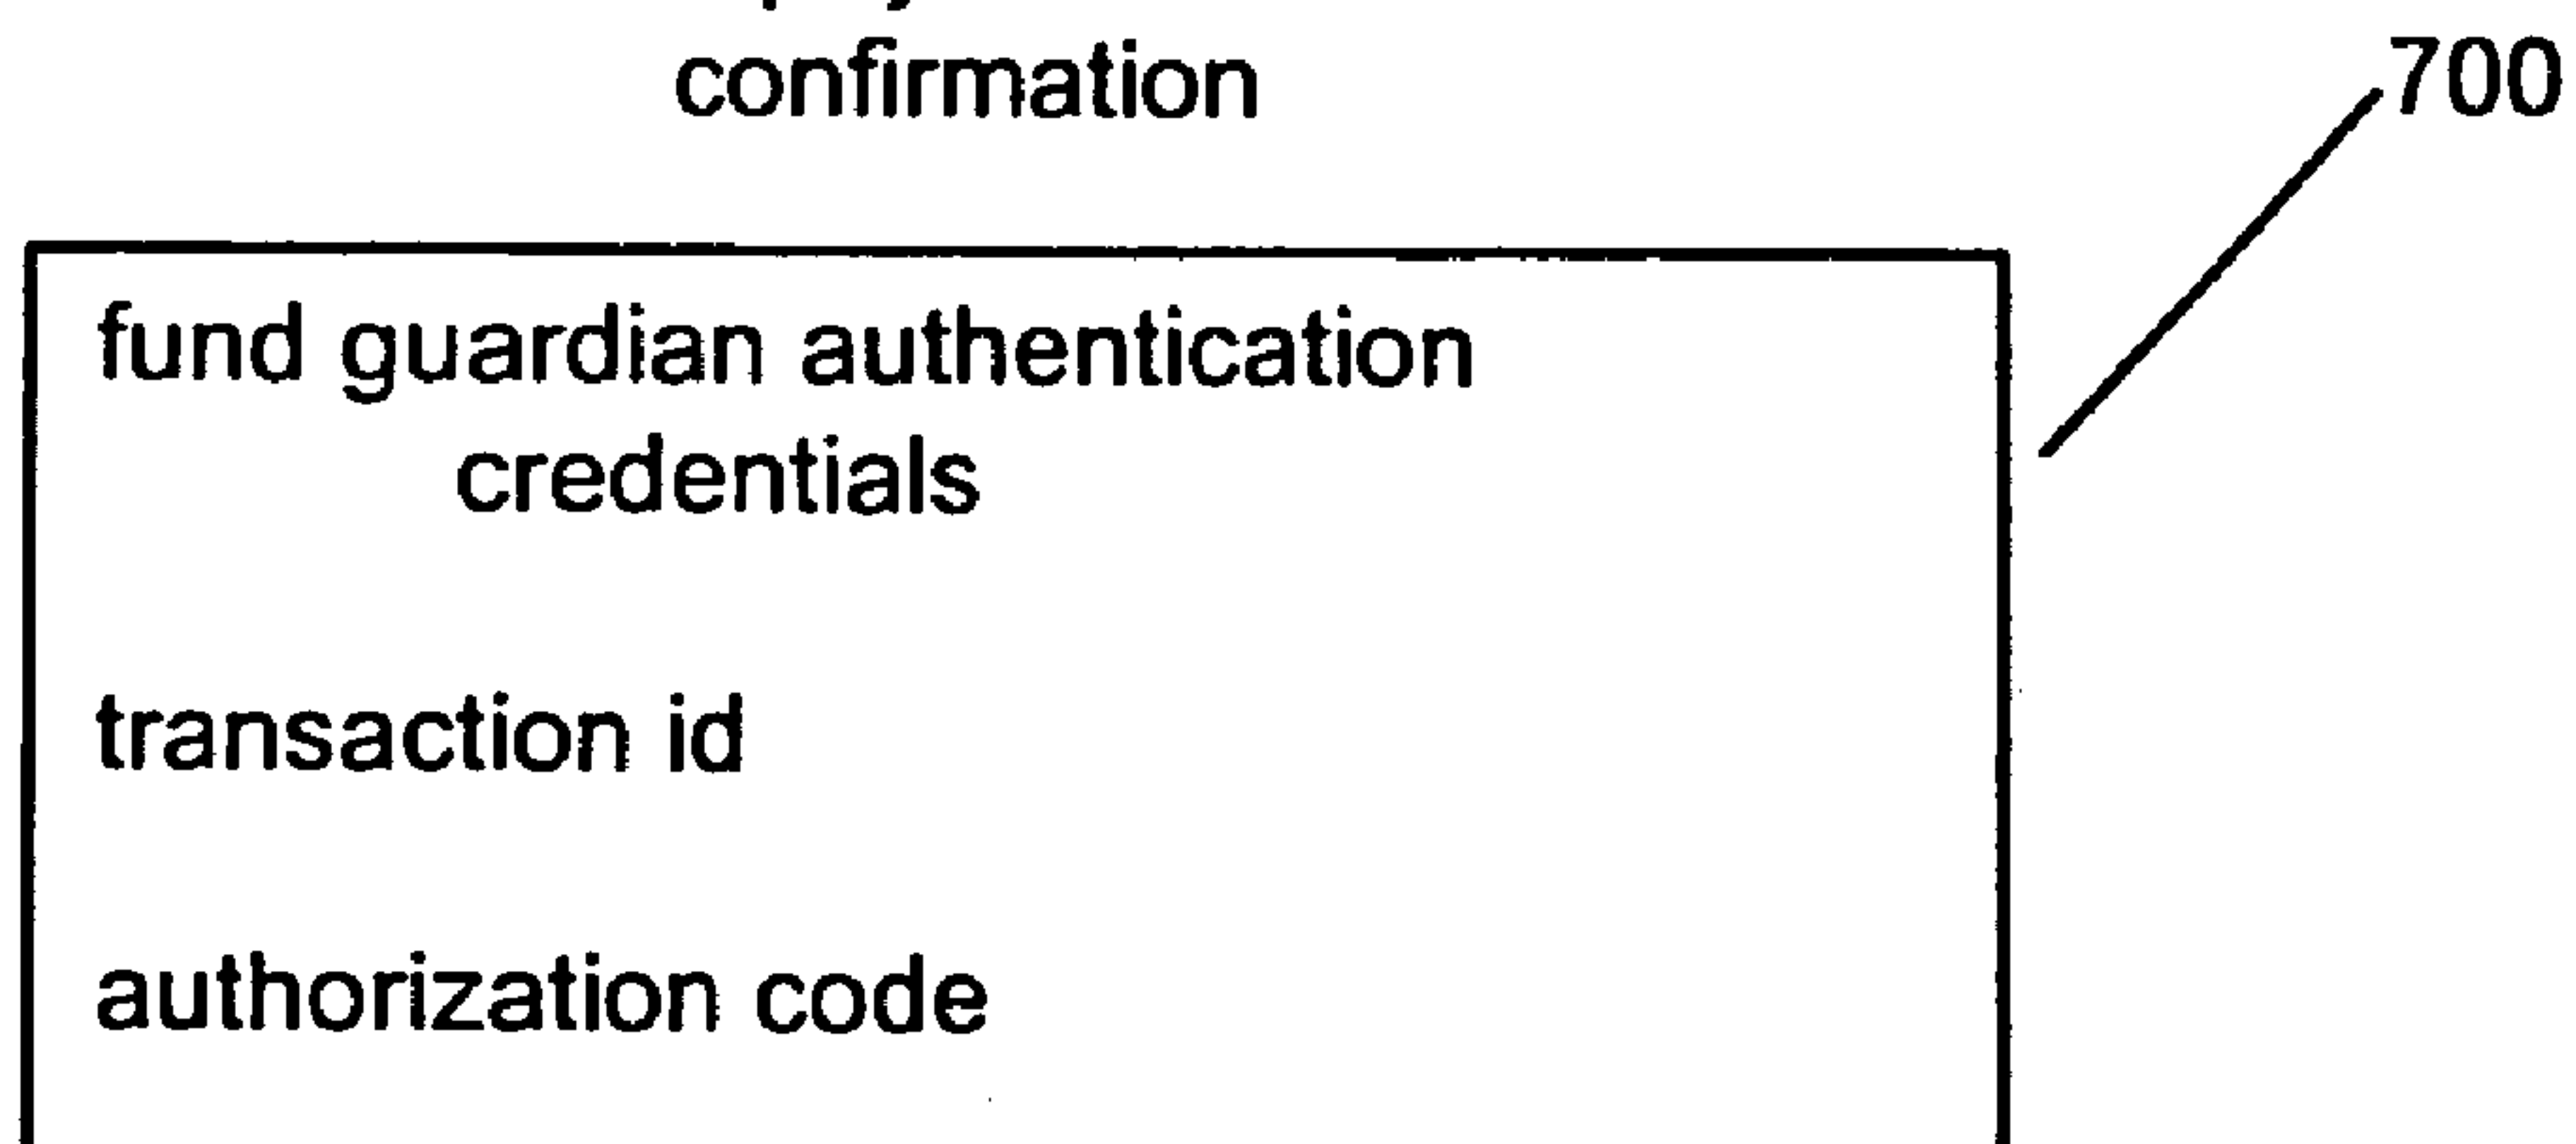 confirmation
700
fund guardian authentication
credentials
transaction id
authorization code